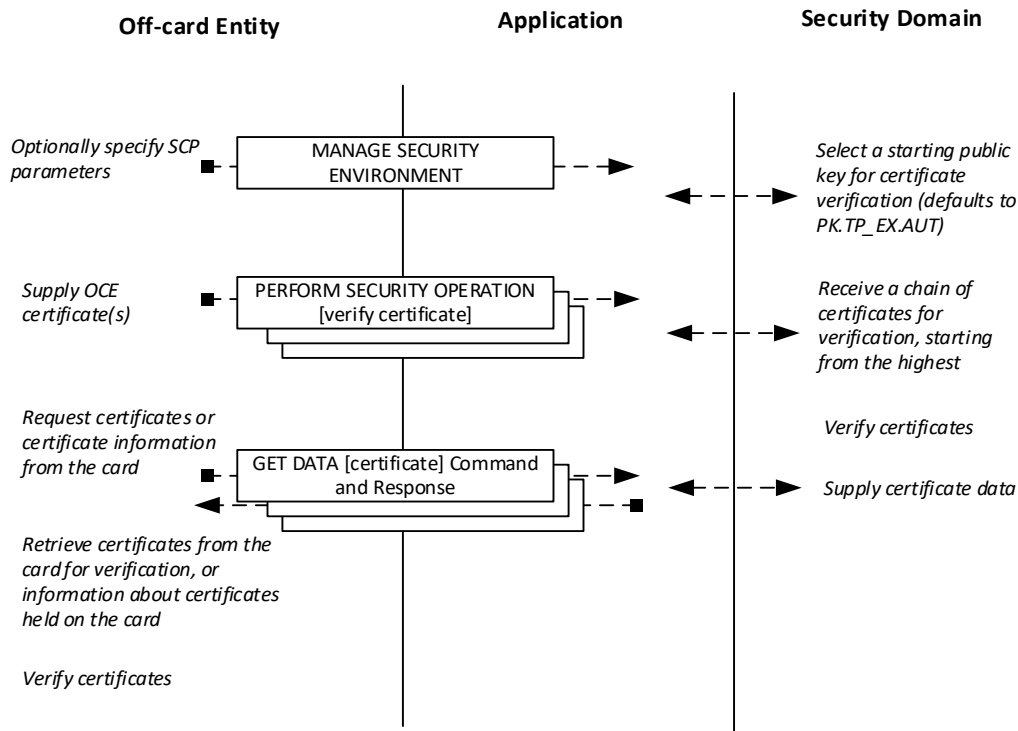 Off-card Entity
Application
Security Domain
Optionally specify SCP
parameters
MANAGE SECURITY
ENVIRONMENT
Select a starting public
key for certificate
verification (defaults to
PK.TP_EX.AUT)
Supply OCE
certificate(s)
PERFORM SECURITY OPERATION
[verify certificate]
Receive a chain of
certificates for
verification, starting
from the highest
Request certificates or
certificate information
from the card
Verify certificates
GET DATA [certificate] Command
and Response
Supply certificate data
Retrieve certificates from the
card for verification, or
information about certificates
held on the card
Verify certificates